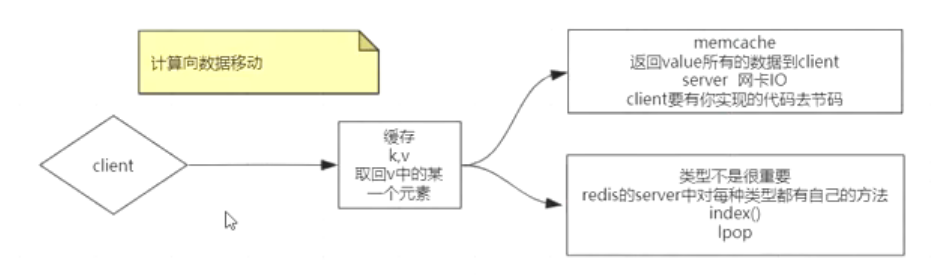 计算向数据移动
client
缓存
k,v
取回v中的某
一个元素
memcache
返回value所有的数据到client
server 网卡IO
client要有你实现的代码去节码
类型不是很重要
redis的server中对每种类型都有自己的方法
index()
lpop